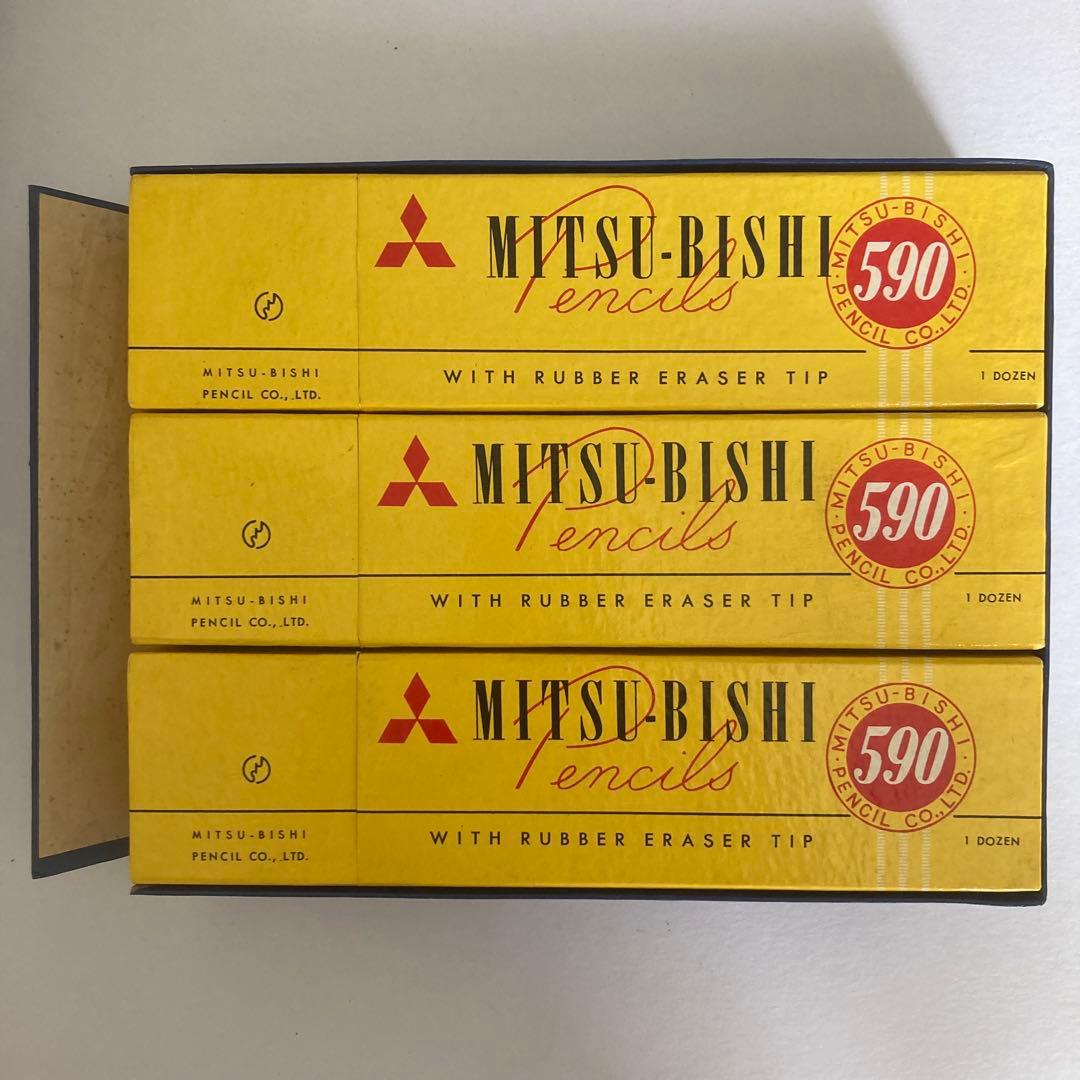 MITSU-BISHI
Pencils
MITSU-BISHI
PENCIL CO., LTD.
590
MITSU-BISHI
PENCIL CO., LTD.
WITH RUBBER ERASER TIP
1 DOZEN
MITSU-BISHI
Pencils
MITSU-BISHI
PENCIL CO., LTD.
590
MITSU-BISHI
PENCIL CO., LTD.
WITH RUBBER ERASER TIP
1 DOZEN
MITSU-BISHI
Pencils
MITSU-BISHI
PENCIL CO., LTD.
590
MITSU-BISHI
PENCIL CO., LTD.
WITH RUBBER ERASER TIP
1 DOZEN